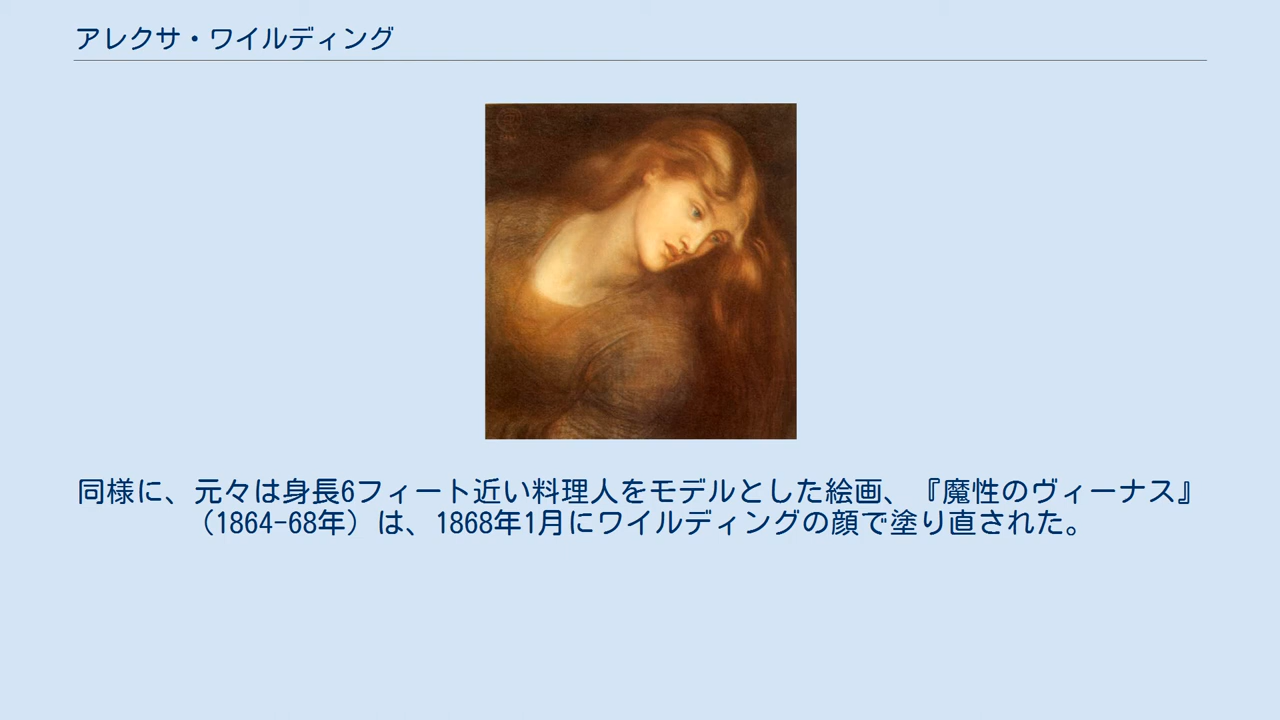 アレクサ・ワイルディング
同様に、元々は身長6フィート近い料理人をモデルとした絵画、『魔性のヴィーナス』
（1864-68年）は、1868年1月にワイルディングの顔で塗り直された。